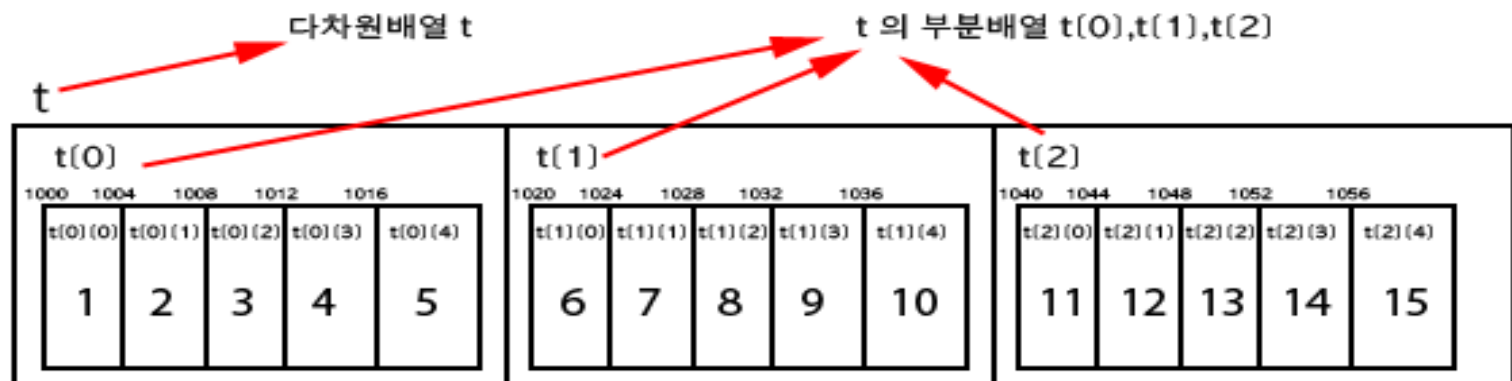 다차원배열 t
t 의 부분배열 t(0),t(1),t(2)
t
t(0)
t(1)
t(2)
1000 1004 1008 1012 1016
1020 1024 1028 1032 1036
1040 1044 1048 1052 1056
t(0)(0) t(0)(1) t(0)(2) t(0)(3) t(0)(4)
t(1)(0) t(1)(1) t(1)(2) t(1)(3) t(1)(4)
t(2)(0) t(2)(1) t(2)(2) t(2)(3) t(2)(4)
1 2 3 4 5
6 7 8 9 10
11 12 13 14 15